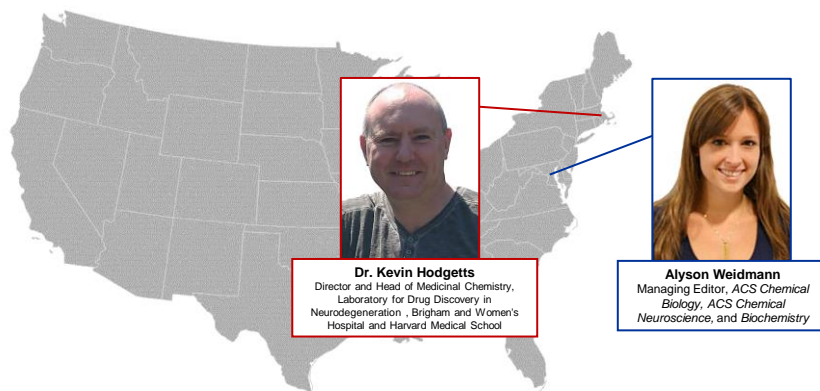 Dr. Kevin Hodgetts
Director and Head of Medicinal Chemistry,
Laboratory for Drug Discovery in
Neurodegeneration , Brigham and Women's
Hospital and Harvard Medical School
Alyson Weidmann
Managing Editor, ACS Chemical
Biology, ACS Chemical
Neuroscience, and Biochemistry